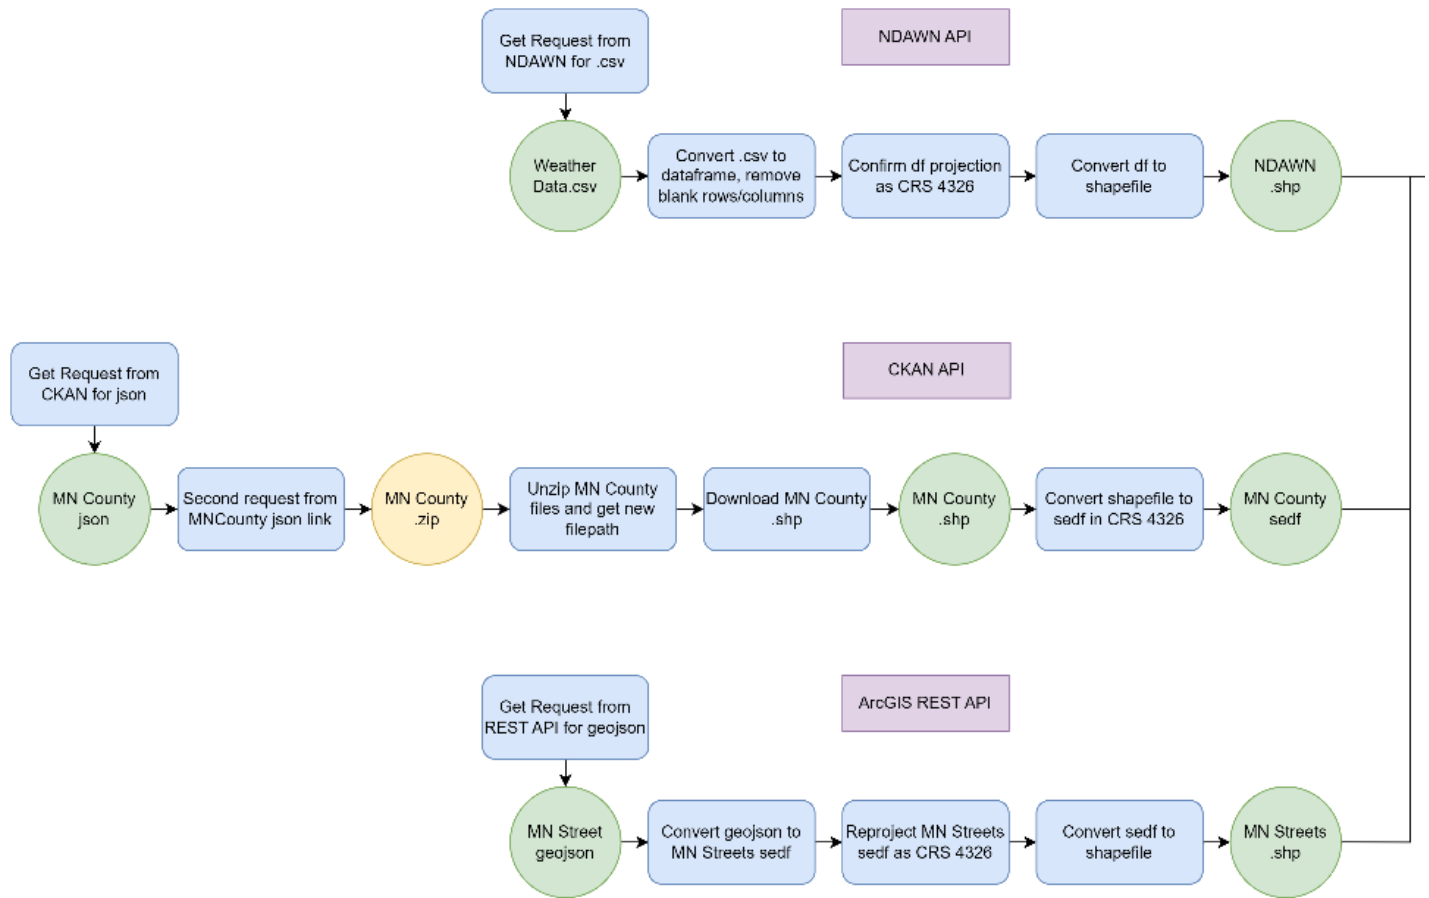 Get Request from
NDAWN for .csv
NDAWN API
Weather
Data.csv
Convert .csv to
dataframe, remove
blank rows/columns
Confirm df projection
as CRS 4326
Convert df to
shapefile
NDAWN
.shp
Get Request from
CKAN for json
CKAN API
MN County
json
Second request from
MNCounty json link
MN County
.zip
Unzip MN County
files and get new
filepath
Download MN County
.shp
MN County
.shp
Convert shapefile to
sedf in CRS 4326
MN County
sedf
Get Request from
REST API for geojson
ArcGIS REST API
MN Street
geojson
Convert geojson to
MN Streets sedf
Reproject MN Streets
sedf as CRS 4326
Convert sedf to
shapefile
MN Streets
.shp